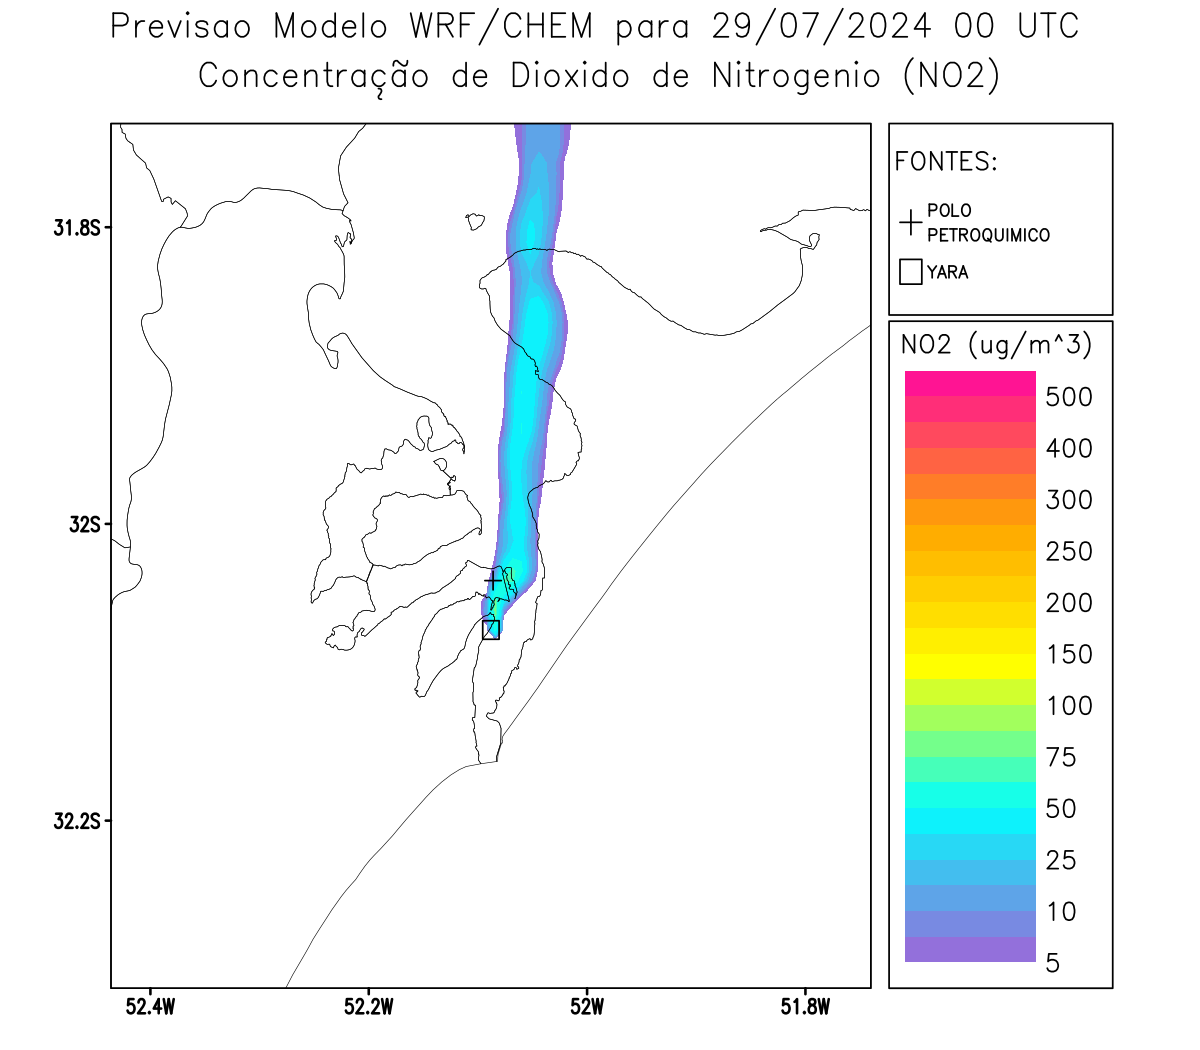 Previsao Modelo WRF/CHEM para 29/07/2024 00 UTC
Concentração de Dioxido de Nitrogenio (NO2)
FONTES:
POLO
PETROQUIMICO
YARA
31.8S
32S
32.2S
52.4W
52.2W
52W
51.8W
NO2 (ug/m^3)
500
400
300
250
200
150
100
75
50
25
10
5